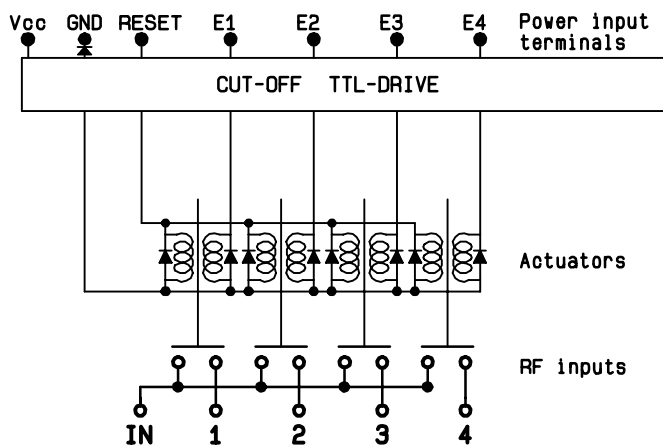 Vcc GND RESET E1 E2 E3 E4 Power input
terminals
CUT-OFF TTL-DRIVE
Actuators
RF inputs
IN 1 2 3 4